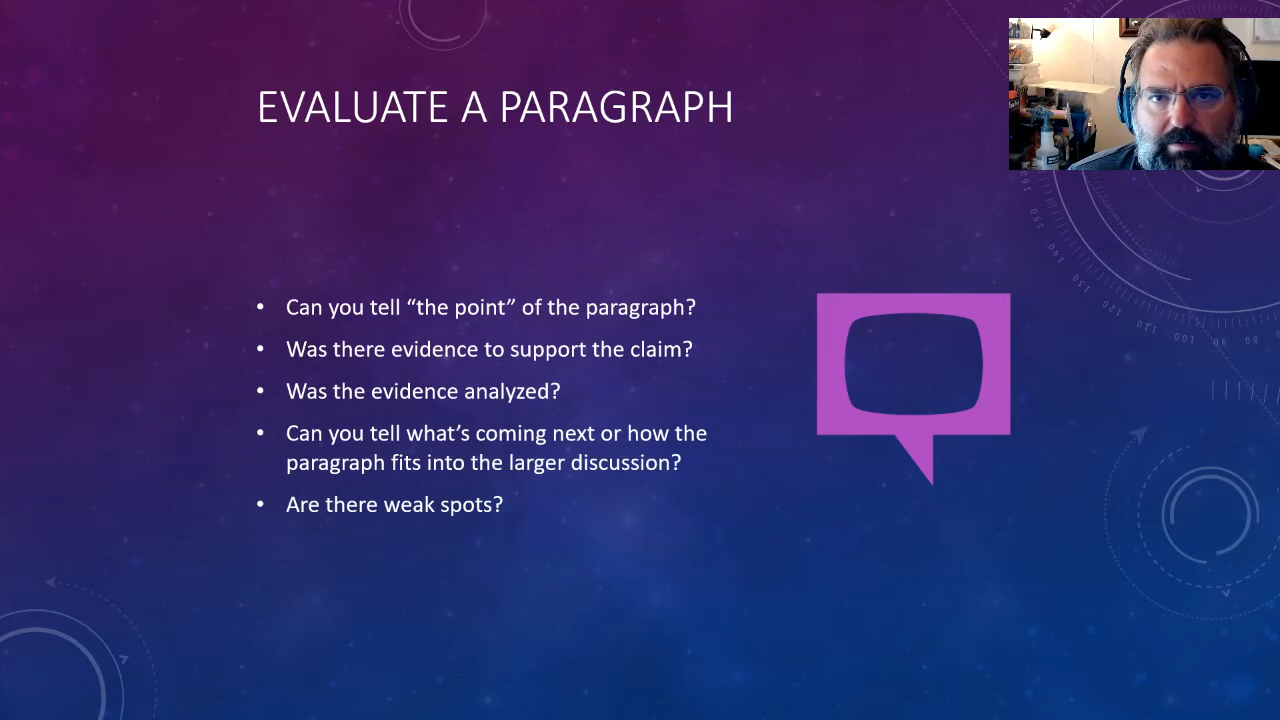 EVALUATE A PARAGRAPH
• Can you tell “the point” of the paragraph?
• Was there evidence to support the claim?
• Was the evidence analyzed?
• Can you tell what’s coming next or how the
paragraph fits into the larger discussion?
• Are there weak spots?